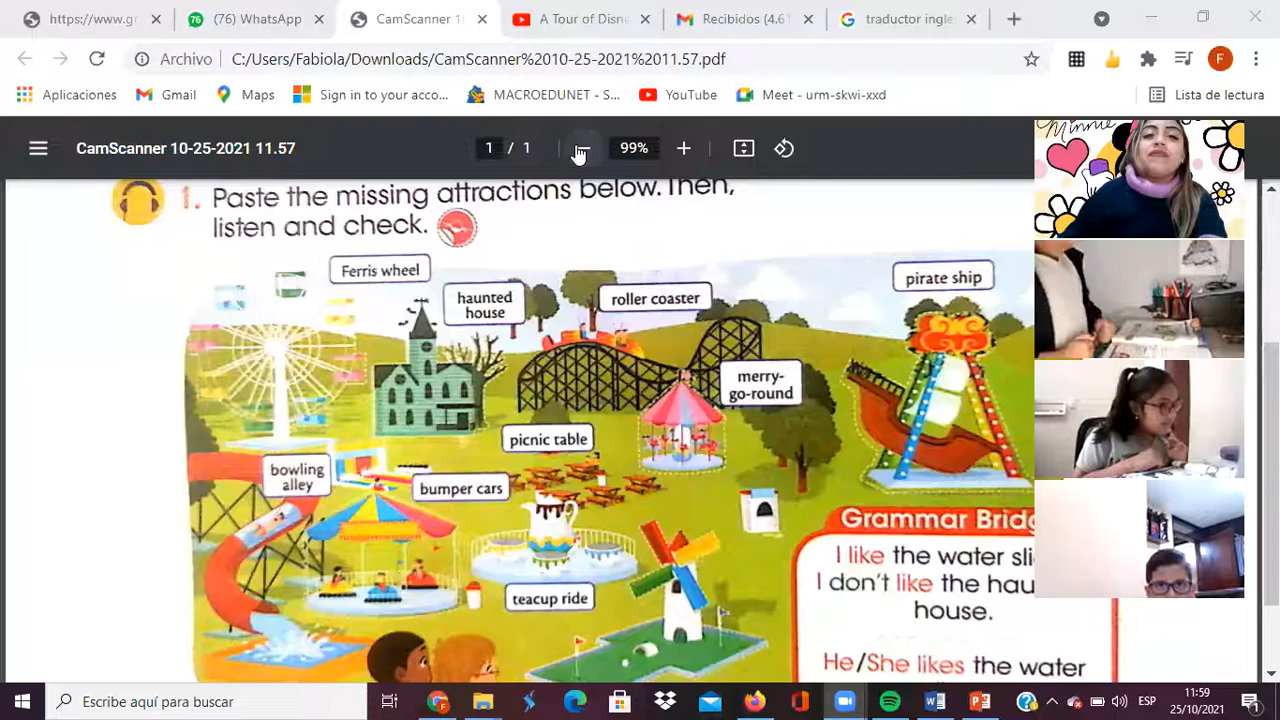 https://www.gr
(76) WhatsApp
CamScanner 1
A Tour of Disne
Recibidos (4.61
traductor ingle
Archivo
C:/Users/Fabiola/Downloads/CamScanner%2010-25-2021%2011.57.pdf
F
Aplicaciones
Gmail
Maps
Sign in to your acco...
MACROEDUNET - S...
YouTube
Meet - urm-skwi-xxd
Lista de lectura
CamScanner 10-25-2021 11.57
1 / 1
99%
Minnie
1. Paste the missing attractions below. Then,
listen and check.
Ferris wheel
haunted
house
roller coaster
pirate ship
merry-
go-round
picnic table
bowling
alley
bumper cars
teacup ride
Grammar Bridg
I like the water sli
I don't like the hau
house.
He/She likes the water
Escribe aquí para buscar
ESP
11:59
25/10/2021